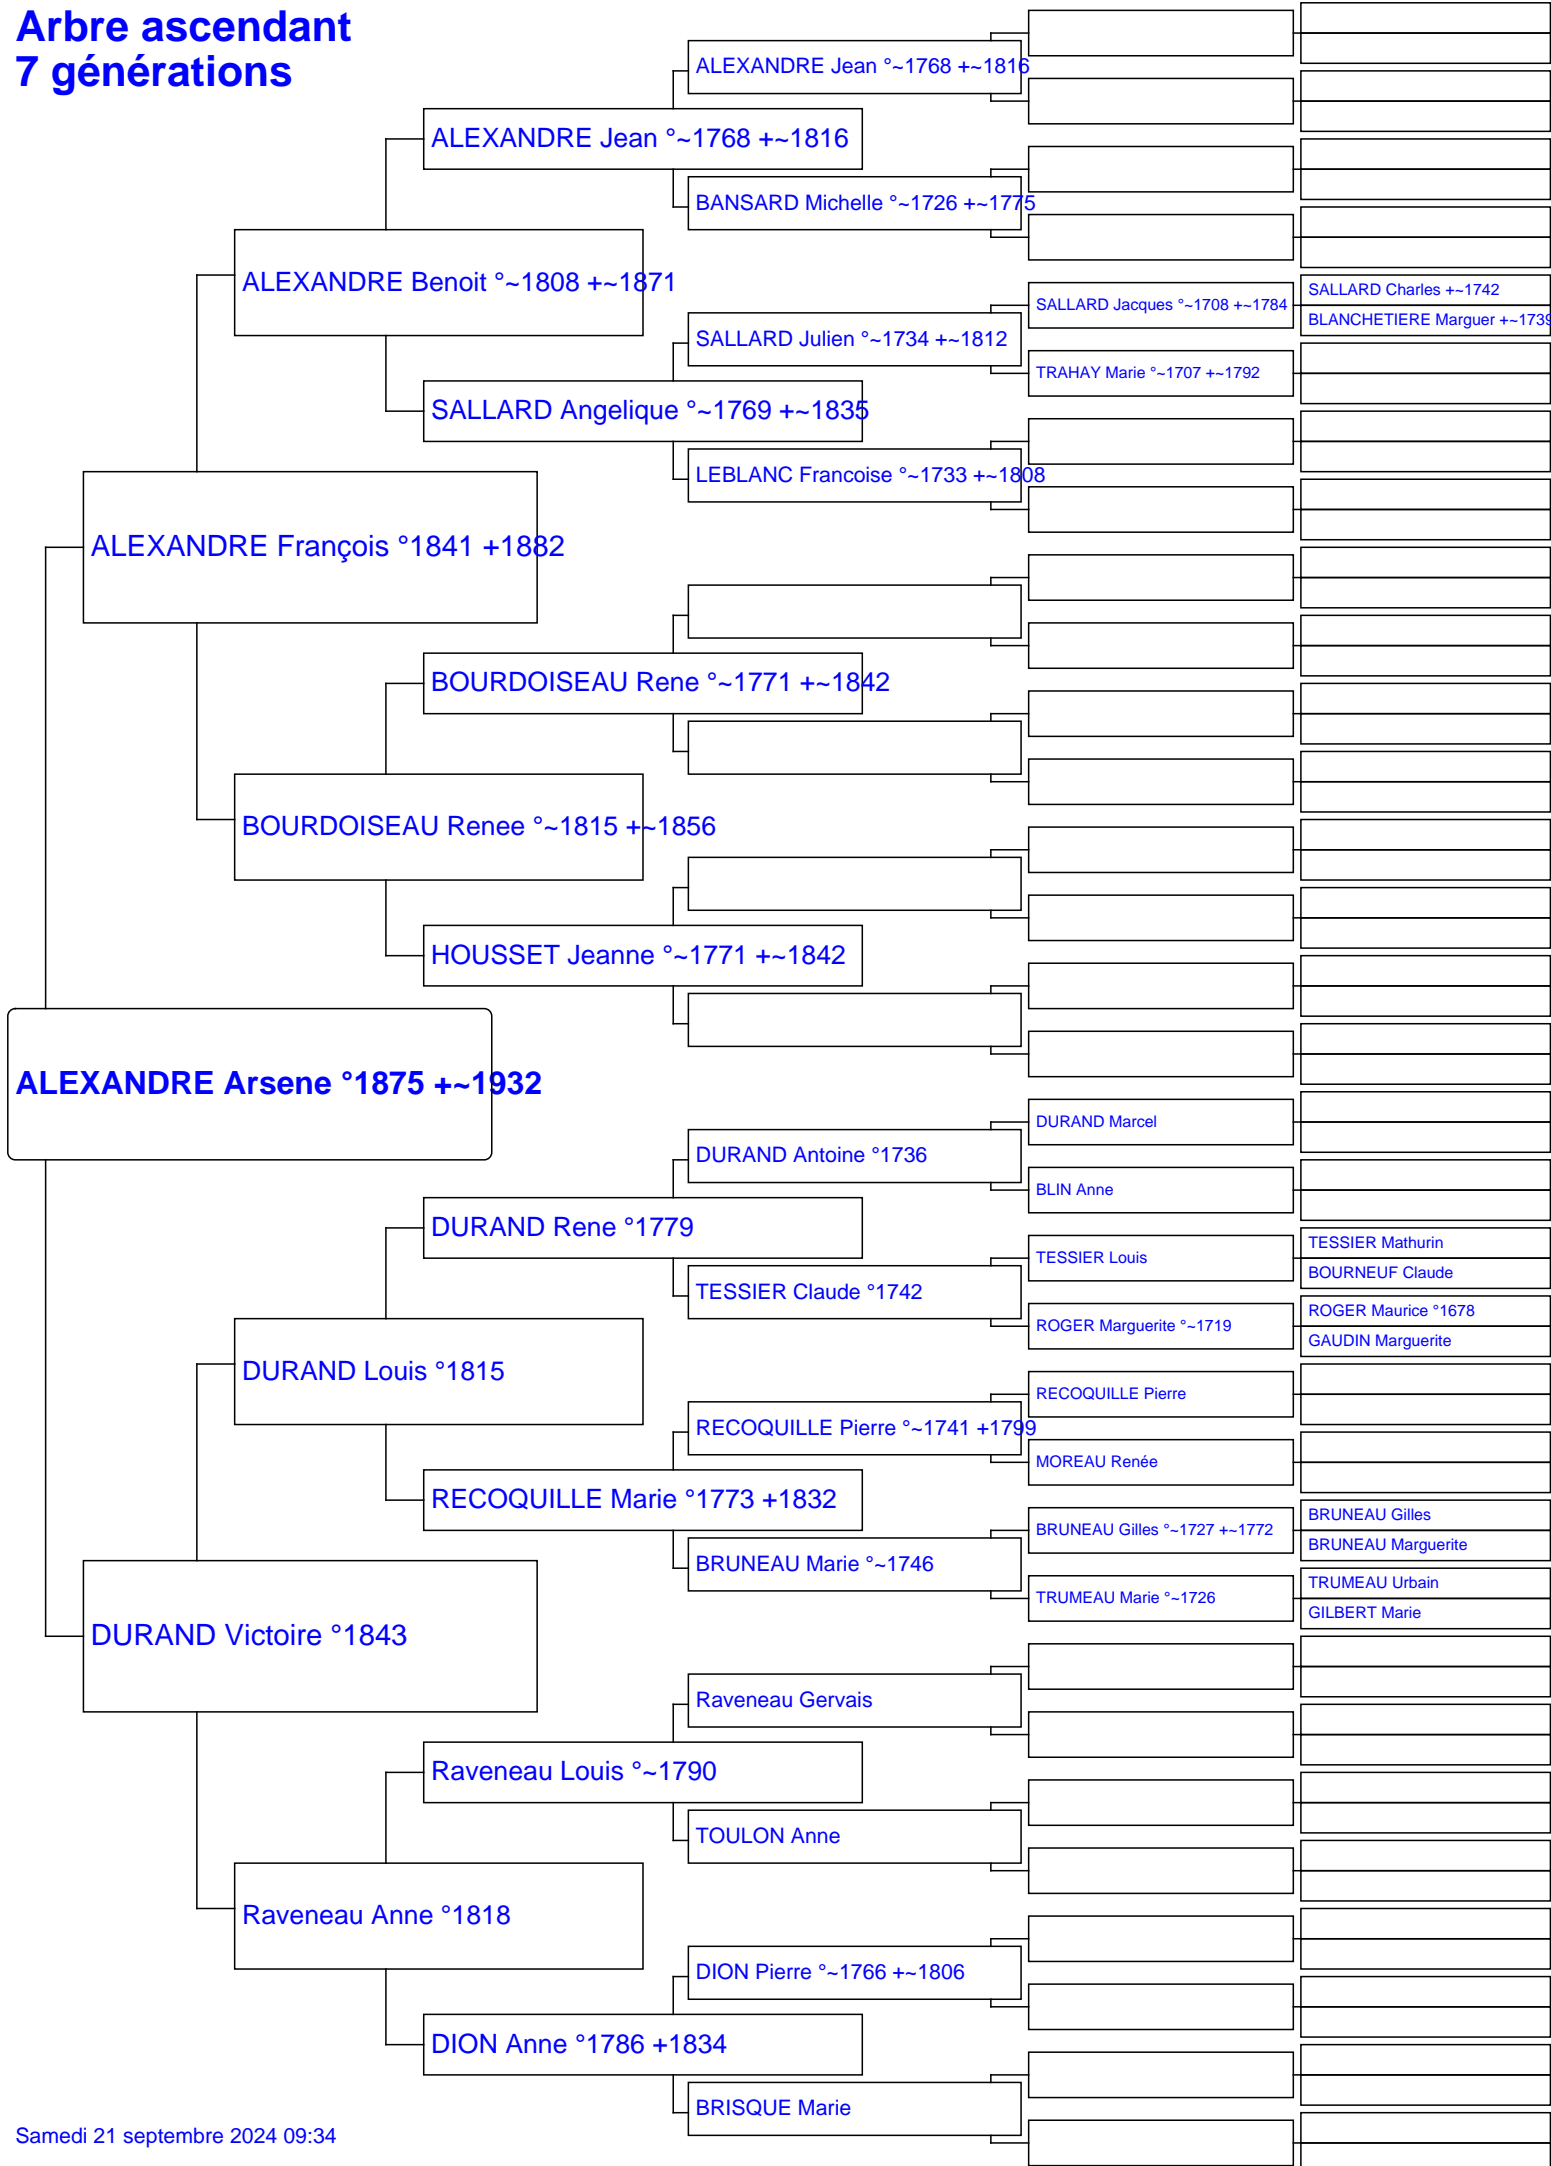 Arbre ascendant
7 générations
ALEXANDRE Jean °~1768 +~1816
ALEXANDRE Jean °~1768 +~1816
BANSARD Michelle °~1726 +~1775
ALEXANDRE Benoit °~1808 +~1871
SALLARD Charles +~1742
SALLARD Jacques °~1708 +~1784
BLANCHETIERE Marguer +~1739
SALLARD Julien °~1734 +~1812
TRAHAY Marie °~1707 +~1792
SALLARD Angelique °~1769 +~1835
LEBLANC Francoise °~1733 +~1808
ALEXANDRE François °1841 +1882
BOURDOISEAU Rene °~1771 +~1842
BOURDOISEAU Renee °~1815 +~1856
HOUSSET Jeanne °~1771 +~1842
ALEXANDRE Arsene °1875 +~1932
DURAND Marcel
DURAND Antoine °1736
BLIN Anne
DURAND Rene °1779
TESSIER Mathurin
TESSIER Louis
BOURNEUF Claude
TESSIER Claude °1742
ROGER Maurice °1678
ROGER Marguerite °~1719
GAUDIN Marguerite
DURAND Louis °1815
RECOQUILLE Pierre
RECOQUILLE Pierre °~1741 +1799
MOREAU Renée
RECOQUILLE Marie °1773 +1832
BRUNEAU Gilles
BRUNEAU Gilles °~1727 +~1772
BRUNEAU Marguerite
BRUNEAU Marie °~1746
TRUMEAU Urbain
TRUMEAU Marie °~1726
GILBERT Marie
DURAND Victoire °1843
Raveneau Gervais
Raveneau Louis °~1790
TOULON Anne
Raveneau Anne °1818
DION Pierre °~1766 +~1806
DION Anne °1786 +1834
BRISQUE Marie
Samedi 21 septembre 2024 09:34